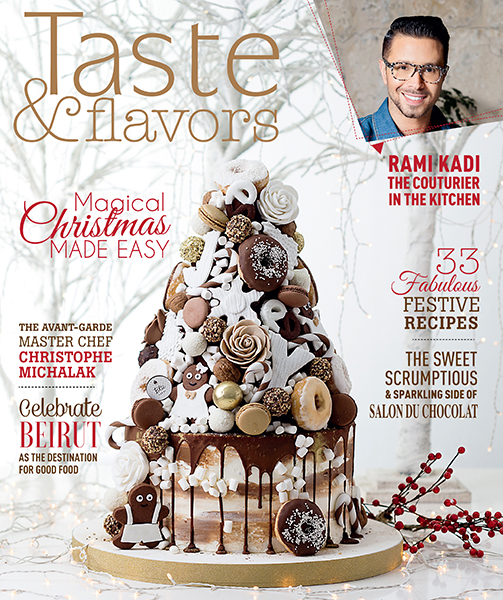 Taste
& flavors
RAMI KADI
THE COUTURIER
IN THE KITCHEN
Magical
Christmas
MADE EASY
33
Fabulous
FESTIVE
RECIPES
THE AVANT-GARDE
MASTER CHEF
CHRISTOPHE
MICHALAK
THE SWEET
SCRUMPTIOUS
& SPARKLING SIDE OF
SALON DU CHOCOLAT
Celebrate
BEIRUT
AS THE DESTINATION
FOR GOOD FOOD